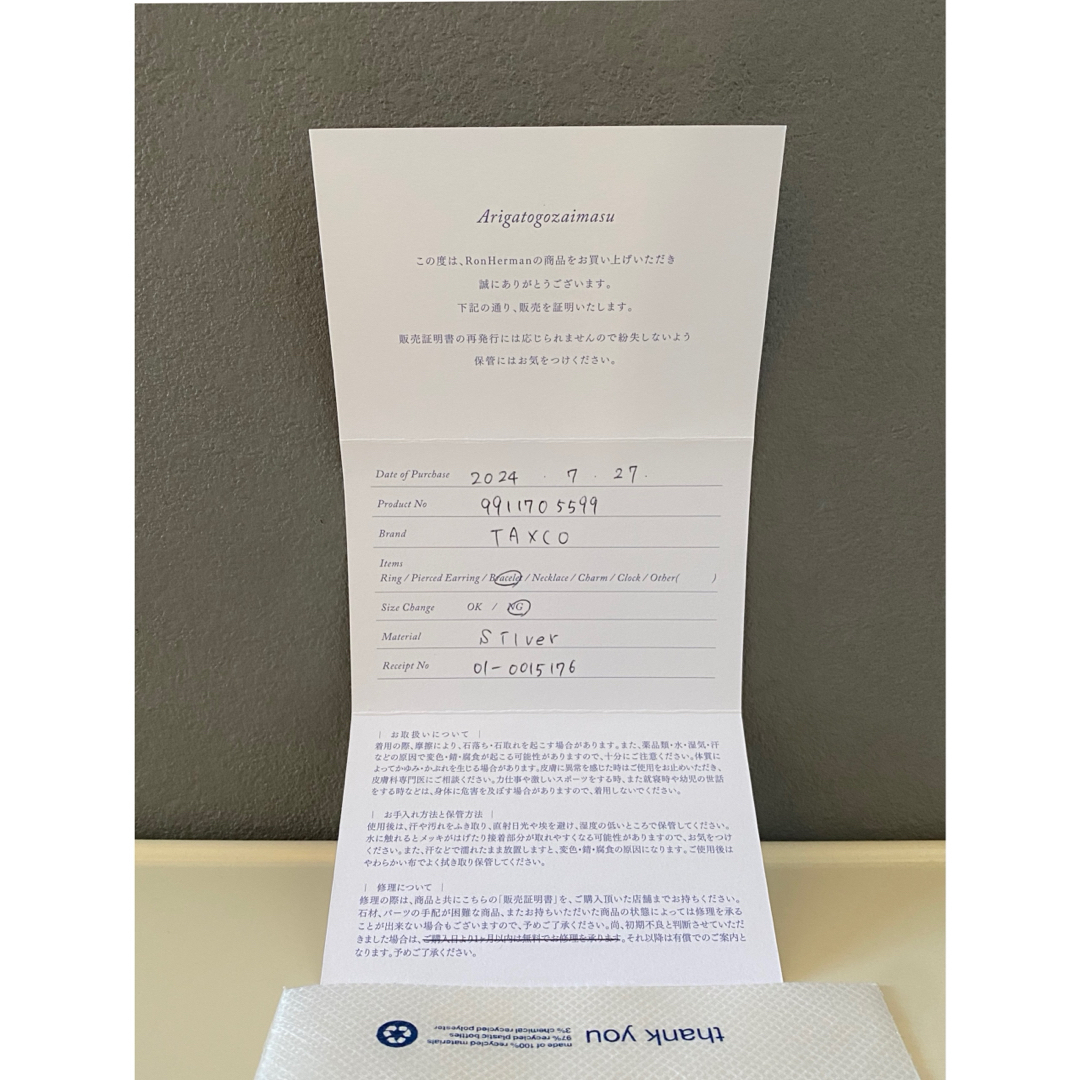 Arigatogozaimasu
この度は、RonHermanの商品をお買い上げいただき
誠にありがとうございます。
下記の通り、販売を証明いたします。
販売証明書の再発行には応じられませんので紛失しないよう
保管にはお気をつけください。
Date of Purchase 2024 . 7 . 27.
Product No 9911705599
Brand TAXCO
Items
Ring / Pierced Earring / Bracelet / Necklace / Charm / Clock / Other( )
Size Change OK / NG
Material Silver
Receipt No 01-0015176
| お取扱いについて |
着用の際、摩擦により、石落ち・石取れを起こす場合があります。また、薬品類・水・湿気・汗
などの原因で変色・錆・腐食が起こる可能性がありますので、十分にご注意ください。体質に
よってかゆみ・かぶれを生じる場合があります。皮膚に異常を感じた時はご使用をお止めいただき、
皮膚科専門医にご相談ください。力仕事や激しいスポーツをする時、また就寝時や幼児の世話
をする時などは、身体に危害を及ぼす場合がありますので、着用しないでください。
| お手入れ方法と保管方法 |
使用後は、汗や汚れをふき取り、直射日光や埃を避け、湿度の低いところで保管してください。
水に触れるとメッキがはげたり接着部分が取れやすくなる可能性がありますので、お気をつけ
ください。また、汗などで濡れたまま放置しますと、変色・錆・腐食の原因になります。ご使用後は
やわらかい布でよく拭き取り保管してください。
| 修理について |
修理の際は、商品と共にこちらの「販売証明書」を、ご購入頂いた店舗までお持ちください。
石材、パーツの手配が困難な商品、またお持ちいただいた商品の状態によっては修理を承る
ことが出来ない場合もございますので、予めご了承ください。尚、初期不良と判断させていただ
きました場合は、ご購入日より1ヶ月以内は無料でお修理を承ります。それ以降は有償でのご案内と
なります。予めご了承ください。
thank you
made of 100% recycled materials
97% recycled plastic bottles
3% chemical recycled polyester